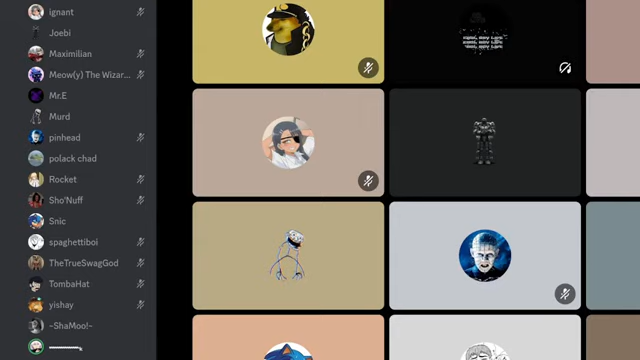 ignant
Joebi
Maximilian
Meow(y) The Wizar...
Mr.E
Murd
pinhead
polack chad
Rocket
Sho'Nuff
Snic
spaghettiboi
TheTrueSwagGod
TombaHat
yishay
~ShaMoo!~